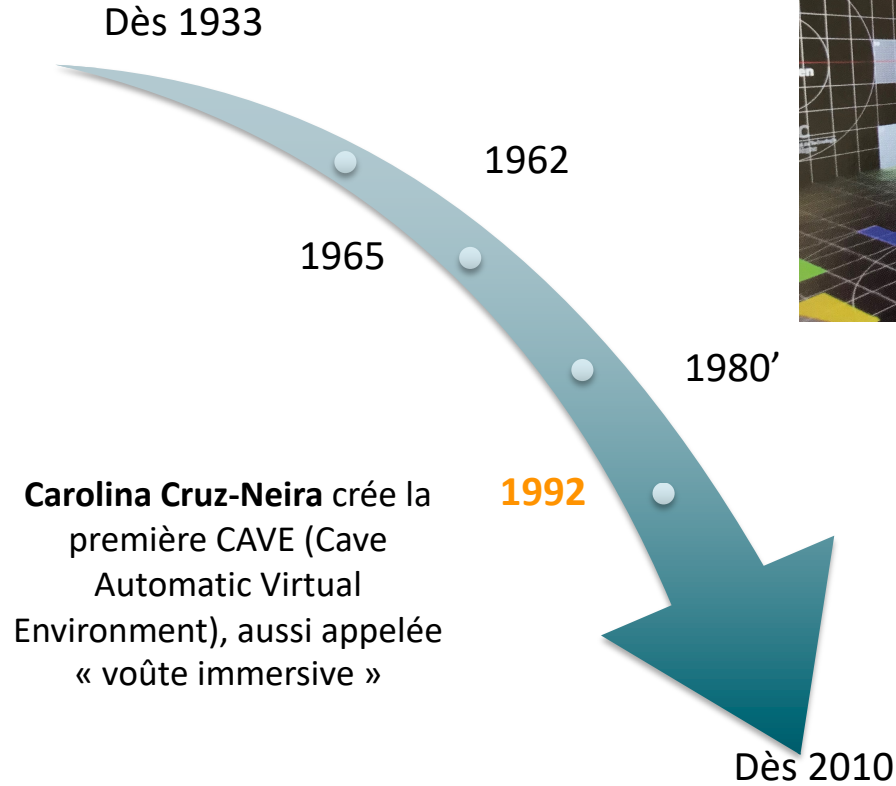 Dès 1933
1962
1965
1980’
1992
Carolina Cruz-Neira crée la
première CAVE (Cave
Automatic Virtual
Environment), aussi appelée
« voûte immersive »
Dès 2010